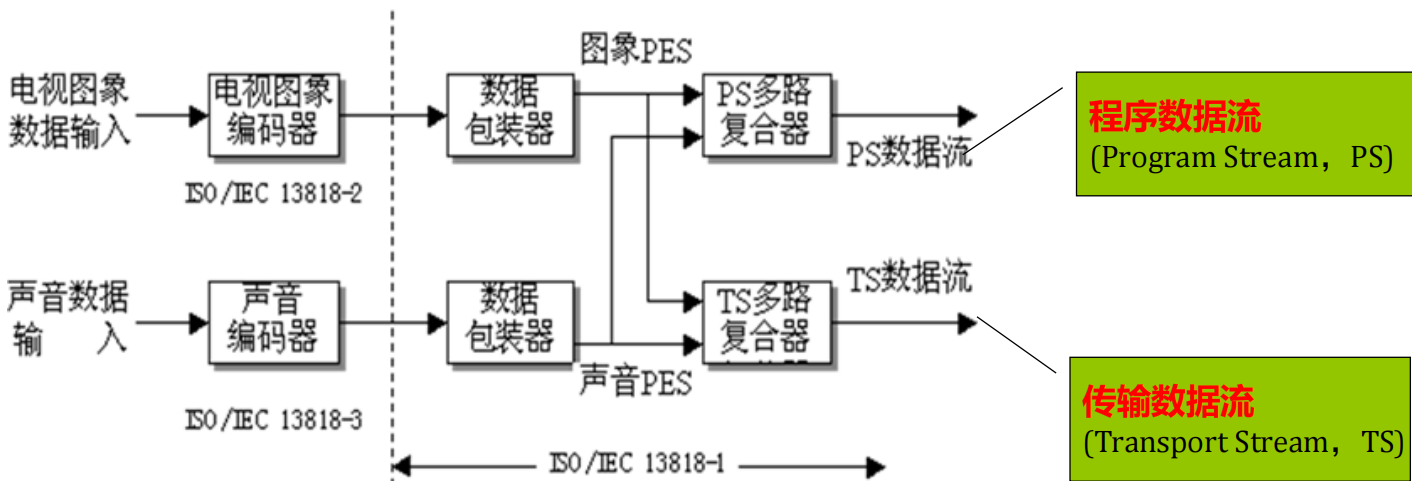 图象PES
电视图象
数据输入
电视图象
编码器
数据
包装器
PS多路
复合器
PS数据流
程序数据流
(Program Stream，PS)
ISO/IEC 13818-2
声音数据
输 入
声音
编码器
数据
包装器
TS多路
复合器
TS数据流
声音PES
传输数据流
(Transport Stream，TS)
ISO/IEC 13818-3
ISO/IEC 13818-1